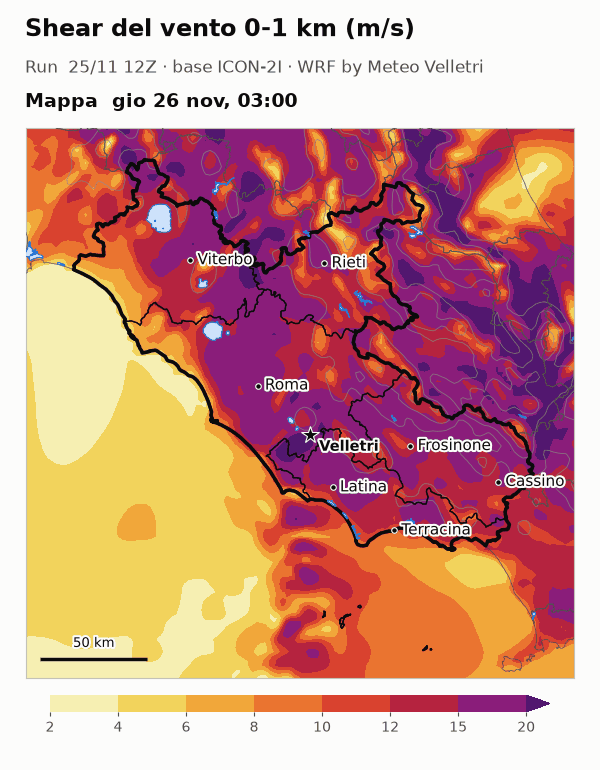 Shear del vento 0-1 km (m/s)
Run  25/11 12Z · base ICON-2I · WRF by Meteo Velletri
Mappa  gio 26 nov, 03:00
Viterbo
Rieti
Roma
Velletri
Frosinone
Latina
Cassino
Terracina
50 km
2 4 6 8 10 12 15 20